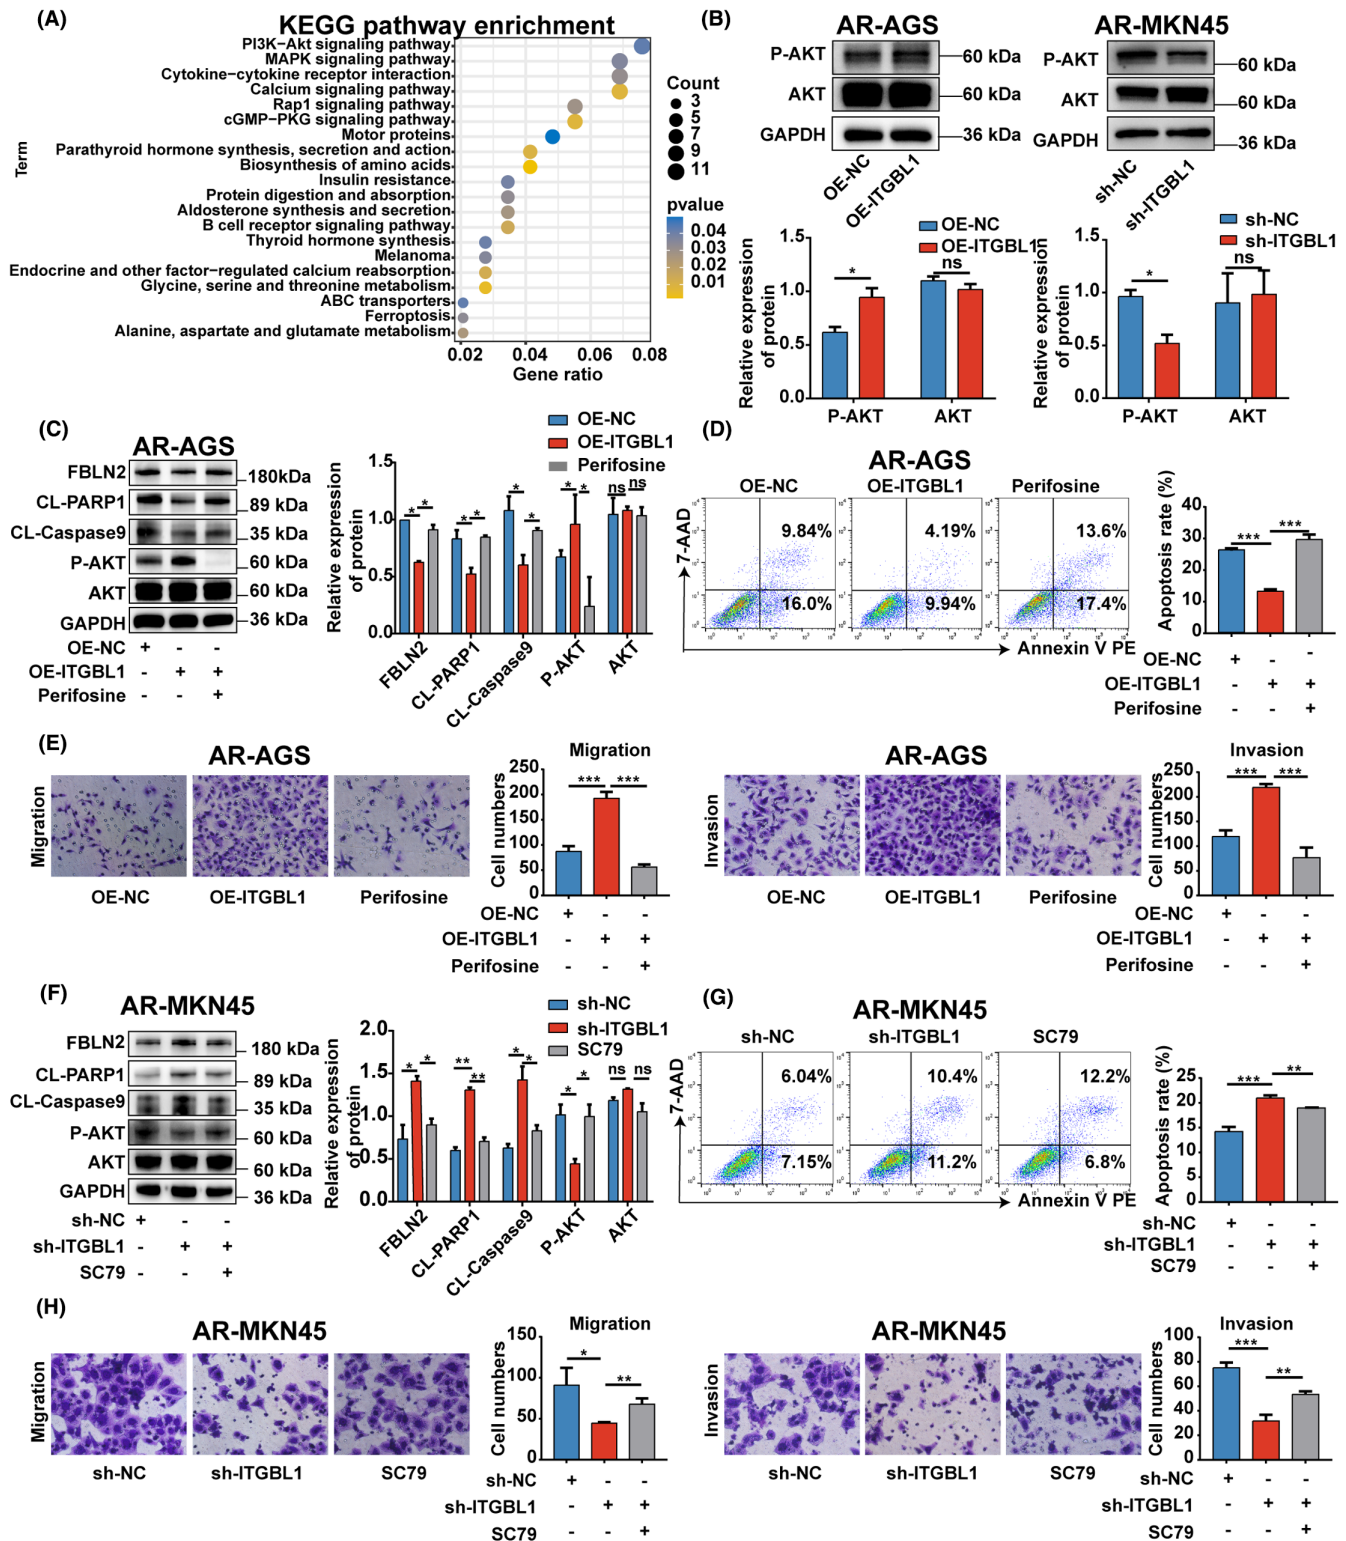 (A)
KEGG pathway enrichment
Term
PI3K−Akt signaling pathway
MAPK signaling pathway
Cytokine−cytokine receptor interaction
Calcium signaling pathway
Rap1 signaling pathway
cGMP−PKG signaling pathway
Motor proteins
Parathyroid hormone synthesis, secretion and action
Biosynthesis of amino acids
Insulin resistance
Protein digestion and absorption
Aldosterone synthesis and secretion
B cell receptor signaling pathway
Thyroid hormone synthesis
Melanoma
Endocrine and other factor−regulated calcium reabsorption
Glycine, serine and threonine metabolism
ABC transporters
Ferroptosis
Alanine, aspartate and glutamate metabolism
0.02 0.04 0.06 0.08
Gene ratio
Count
3
5
7
9
11
pvalue
0.04
0.03
0.02
0.01
(B)
AR-AGS
P-AKT 60 kDa
AKT 60 kDa
GAPDH 36 kDa
OE-NC
OE-ITGBL1
AR-MKN45
P-AKT 60 kDa
AKT 60 kDa
GAPDH 36 kDa
sh-NC
sh-ITGBL1
OE-NC
OE-ITGBL1
Relative expression
of protein
1.5
1.0
0.5
0.0
* ns
P-AKT AKT
sh-NC
sh-ITGBL1
Relative expression
of protein
1.5
1.0
0.5
0.0
* ns
P-AKT AKT
(C)
AR-AGS
FBLN2 180kDa
CL-PARP1 89 kDa
CL-Caspase9 35 kDa
P-AKT 60 kDa
AKT 60 kDa
GAPDH 36 kDa
OE-NC + - -
OE-ITGBL1 - + +
Perifosine - - +
OE-NC
OE-ITGBL1
Perifosine
Relative expression
of protein
1.5
1.0
0.5
0.0
* * * * * * * * ns ns
FBLN2
CL-PARP1
CL-Caspase9
P-AKT
AKT
(D)
AR-AGS
OE-NC OE-ITGBL1 Perifosine
7-AAD
9.84% 4.19% 13.6%
16.0% 9.94% 17.4%
Annexin V PE
Apoptosis rate (%)
40
30
20
10
0
*** ***
OE-NC + - -
OE-ITGBL1 - + +
Perifosine - - +
(E)
AR-AGS
Migration
OE-NC OE-ITGBL1 Perifosine
Migration
Cell numbers
250
200
150
100
50
0
*** ***
OE-NC + - -
OE-ITGBL1 - + +
Perifosine - - +
AR-AGS
Invasion
OE-NC OE-ITGBL1 Perifosine
Invasion
Cell numbers
250
200
150
100
50
0
*** ***
OE-NC + - -
OE-ITGBL1 - + +
Perifosine - - +
(F)
AR-MKN45
FBLN2 180 kDa
CL-PARP1 89 kDa
CL-Caspase9 35 kDa
P-AKT 60 kDa
AKT 60 kDa
GAPDH 36 kDa
sh-NC + - -
sh-ITGBL1 - + +
SC79 - - +
sh-NC
sh-ITGBL1
SC79
Relative expression
of protein
2.0
1.5
1.0
0.5
0.0
* * ** ** * * * * ns ns
FBLN2
CL-PARP1
CL-Caspase9
P-AKT
AKT
(G)
AR-MKN45
sh-NC sh-ITGBL1 SC79
7-AAD
6.04% 10.4% 12.2%
7.15% 11.2% 6.8%
Annexin V PE
Apoptosis rate (%)
25
20
15
10
5
0
*** **
sh-NC + - -
sh-ITGBL1 - + +
SC79 - - +
(H)
AR-MKN45
Migration
sh-NC sh-ITGBL1 SC79
Migration
Cell numbers
150
100
50
0
* **
sh-NC + - -
sh-ITGBL1 - + +
SC79 - - +
AR-MKN45
Invasion
sh-NC sh-ITGBL1 SC79
Invasion
Cell numbers
100
80
60
40
20
0
*** **
sh-NC + - -
sh-ITGBL1 - + +
SC79 - - +